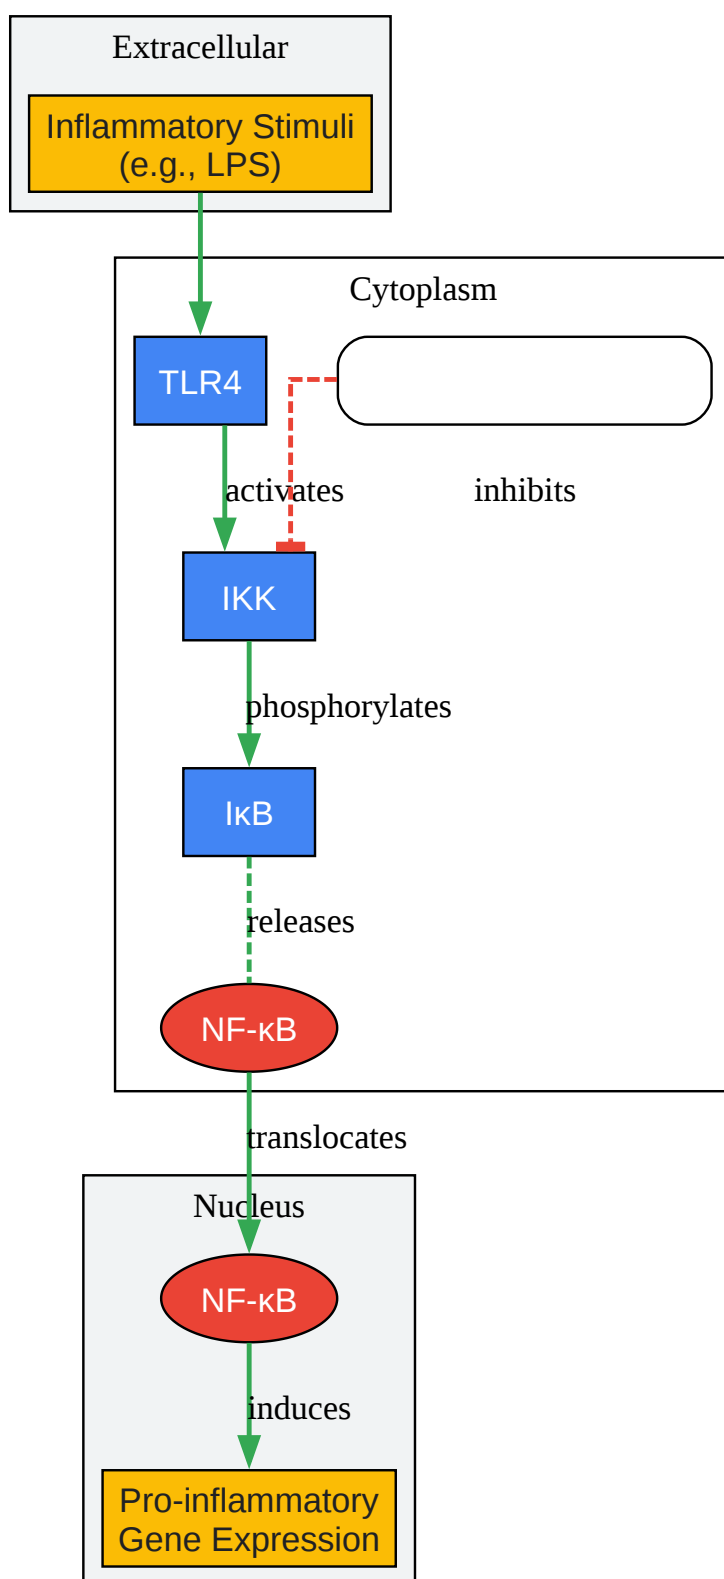 Extracellular
Inflammatory Stimuli
(e.g., LPS)
Cytoplasm
TLR4
activates
inhibits
IKK
phosphorylates
IκB
releases
NF-κB
translocates
Nucleus
NF-κB
induces
Pro-inflammatory
Gene Expression